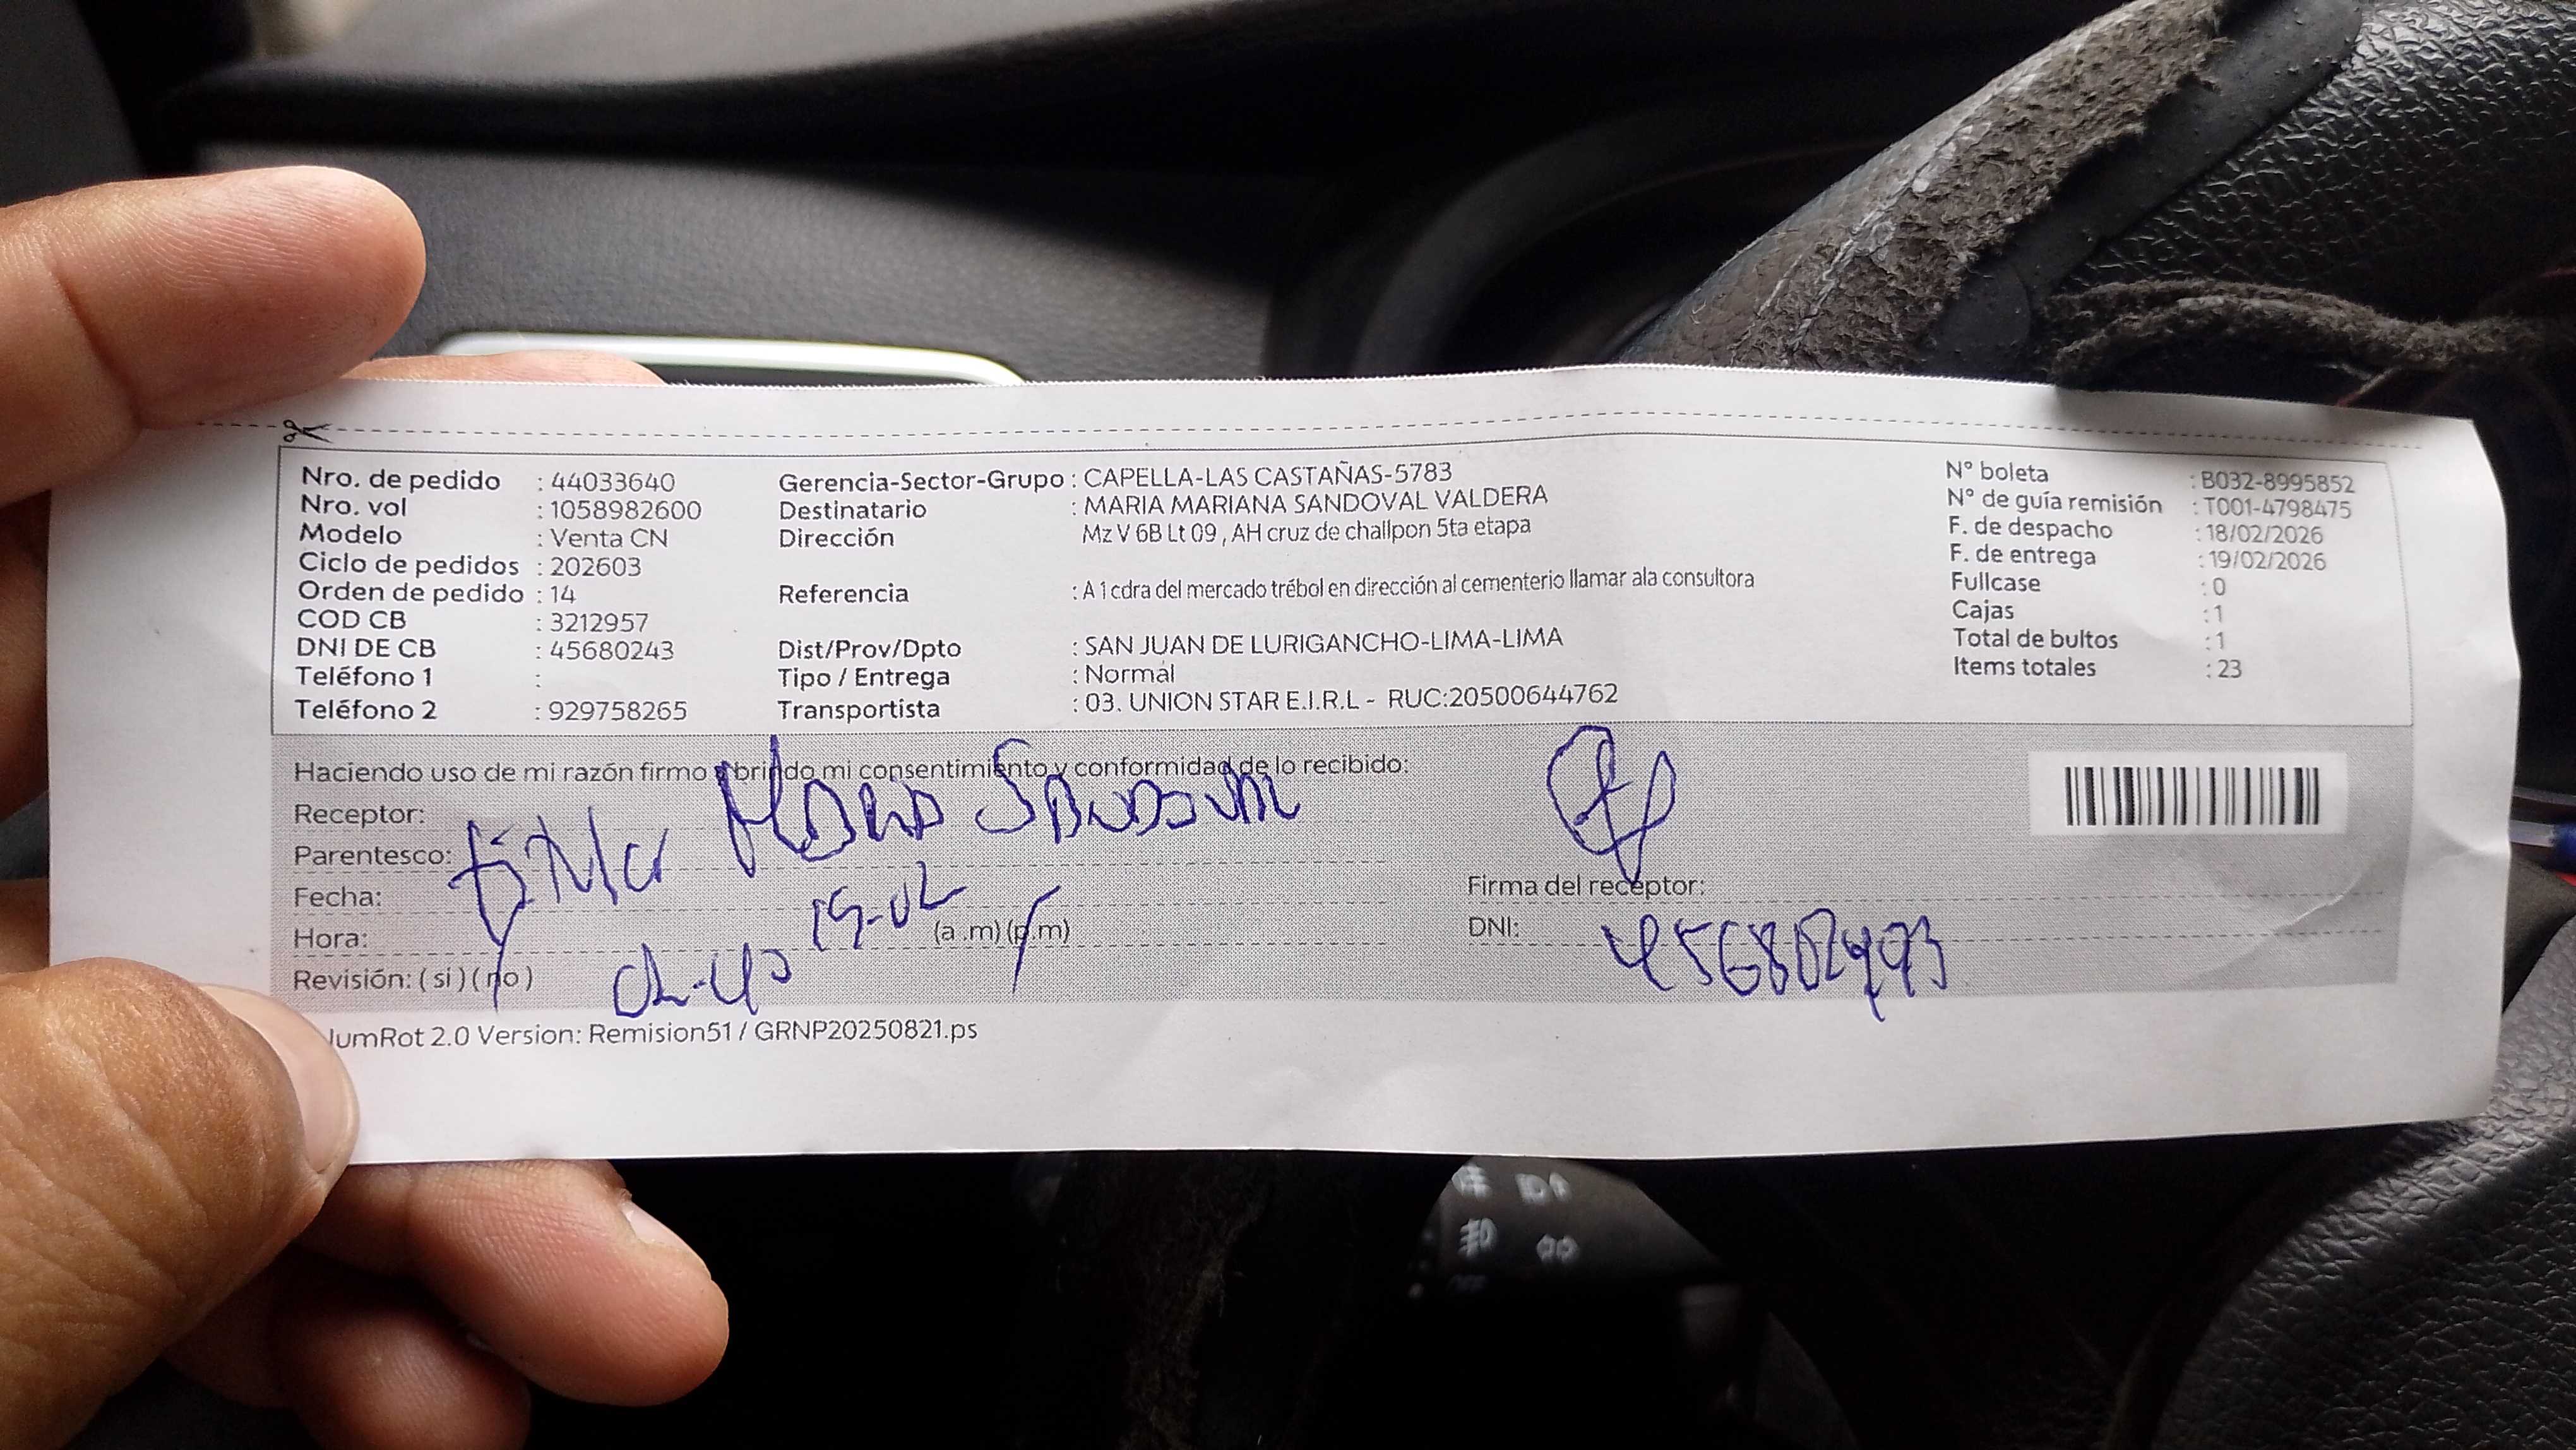 Nro. de pedido : 44033640
Nro. vol : 1058982600
Modelo : Venta CN
Ciclo de pedidos : 202603
Orden de pedido : 14
COD CB : 3212957
DNI DE CB : 45680243
Teléfono 1 :
Teléfono 2 : 929758265
Gerencia-Sector-Grupo : CAPELLA-LAS CASTAÑAS-5783
Destinatario : MARIA MARIANA SANDOVAL VALDERA
Dirección Mz V 6B Lt 09 , AH cruz de challpon 5ta etapa
Referencia : A 1 cdra del mercado trébol en dirección al cementerio llamar ala consultora
Dist/Prov/Dpto : SAN JUAN DE LURIGANCHO-LIMA-LIMA
Tipo / Entrega : Normal
Transportista : 03. UNION STAR E.I.R.L - RUC:20500644762
N° boleta : B032-8995852
N° de guía remisión : T001-4798475
F. de despacho : 18/02/2026
F. de entrega : 19/02/2026
Fullcase : 0
Cajas : 1
Total de bultos : 1
Items totales : 23
Haciendo uso de mi razón firmo y brindo mi consentimiento y conformidad de lo recibido:
Receptor: Maria Sandoval
Parentesco:
Fecha: 19-02
Hora: 02-40 (a .m) (p.m)
Revisión: ( si ) ( no )
Firma del receptor:
DNI:
umRot 2.0 Version: Remision51 / GRNP20250821.ps